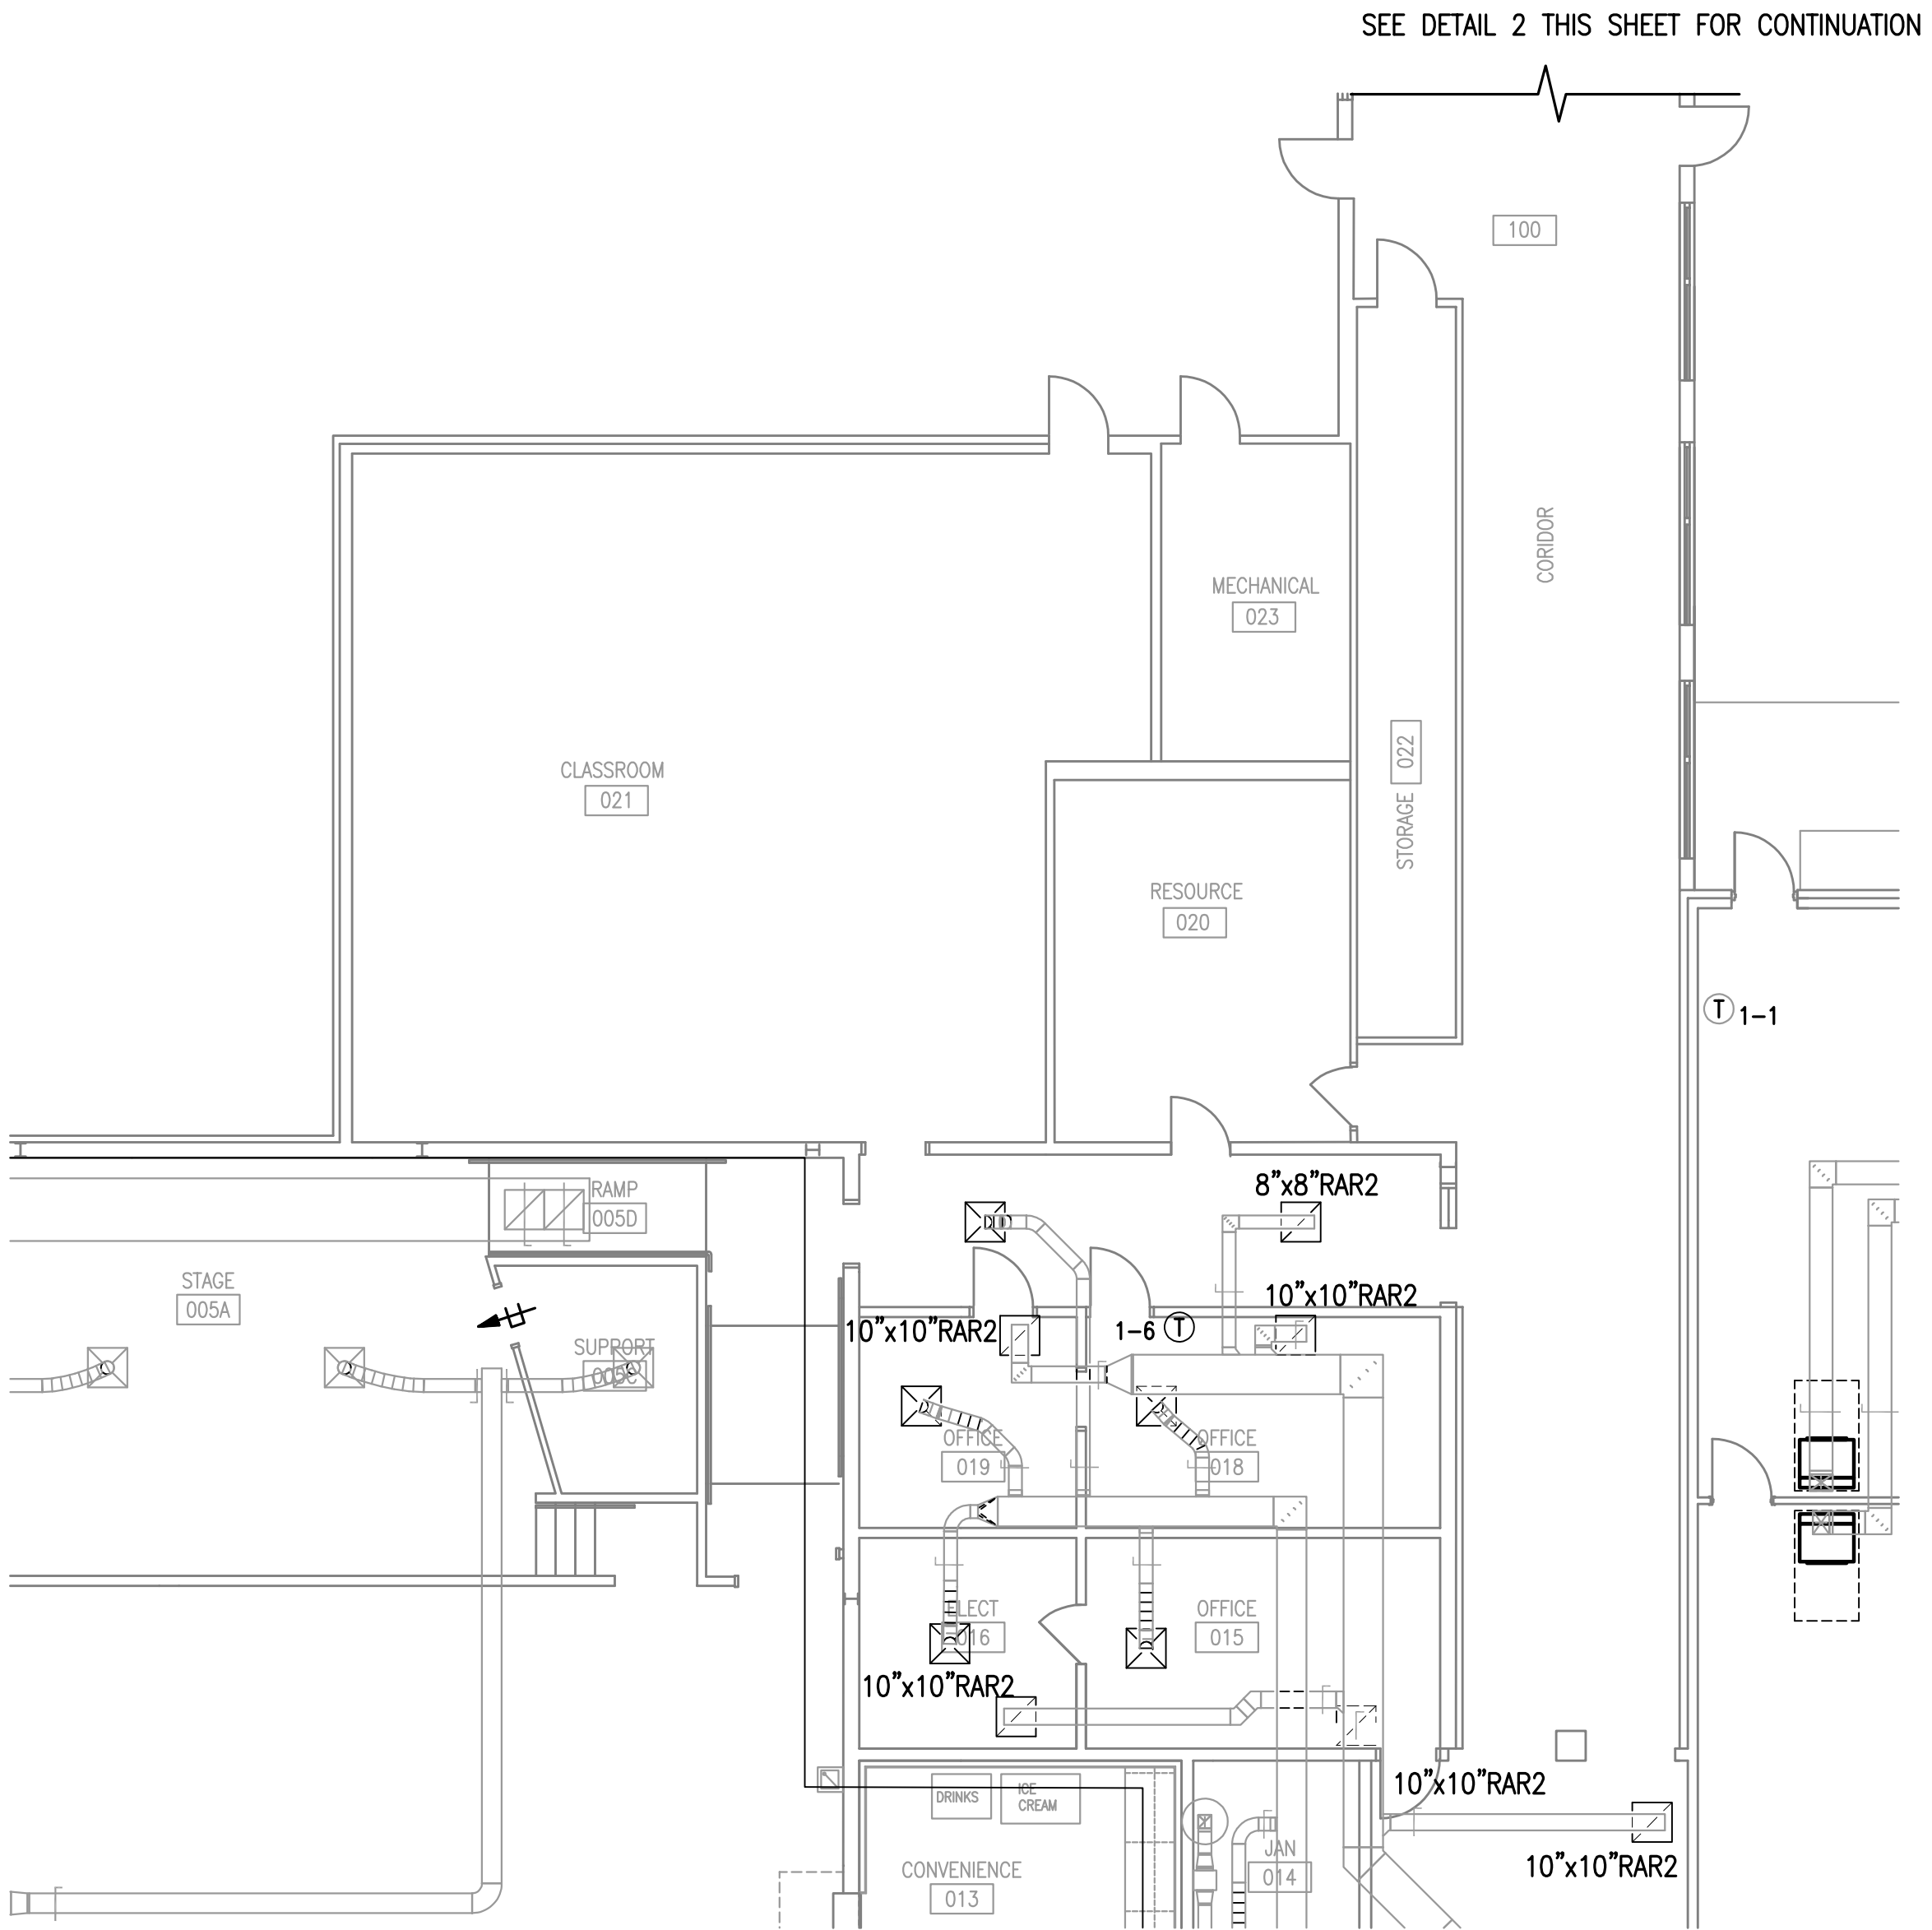 SEE DETAIL 2 THIS SHEET FOR CONTINUATION
100
CORIDOR
MECHANICAL
023
CLASSROOM
021
STORAGE 022
RESOURCE
020
T 1-1
RAMP
005D
8"x8"RAR2
STAGE
005A
10"x10"RAR2
10"x10"RAR2
1-6 T
SUPPORT
005C
OFFICE
019
OFFICE
018
ELECT
016
OFFICE
015
10"x10"RAR2
10"x10"RAR2
DRINKS
ICE
CREAM
JAN
014
10"x10"RAR2
CONVENIENCE
013